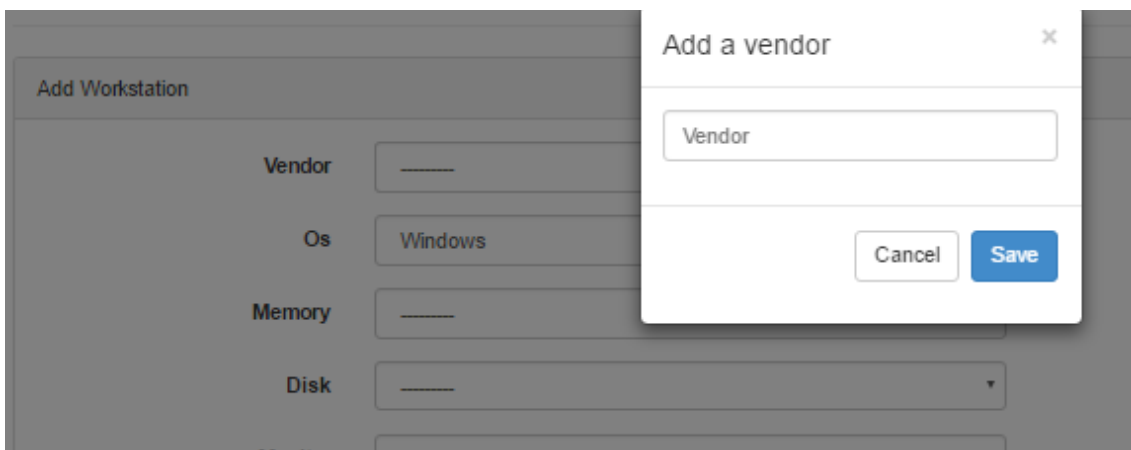 Add a vendor ×
Add Workstation
Vendor
Vendor ---------
Os Windows
Cancel Save
Memory ---------
Disk ---------